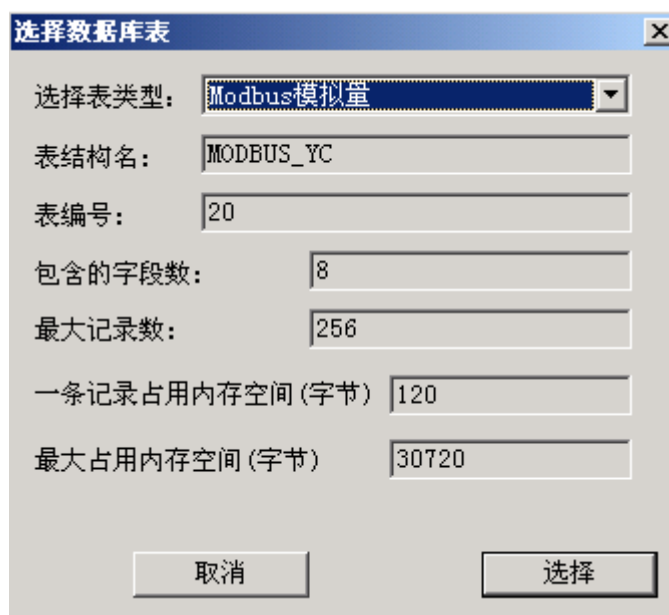 选择数据库表
选择表类型: Modbus模拟量
表结构名: MODBUS_YC
表编号: 20
包含的字段数: 8
最大记录数: 256
一条记录占用内存空间(字节) 120
最大占用内存空间(字节) 30720
取消 选择